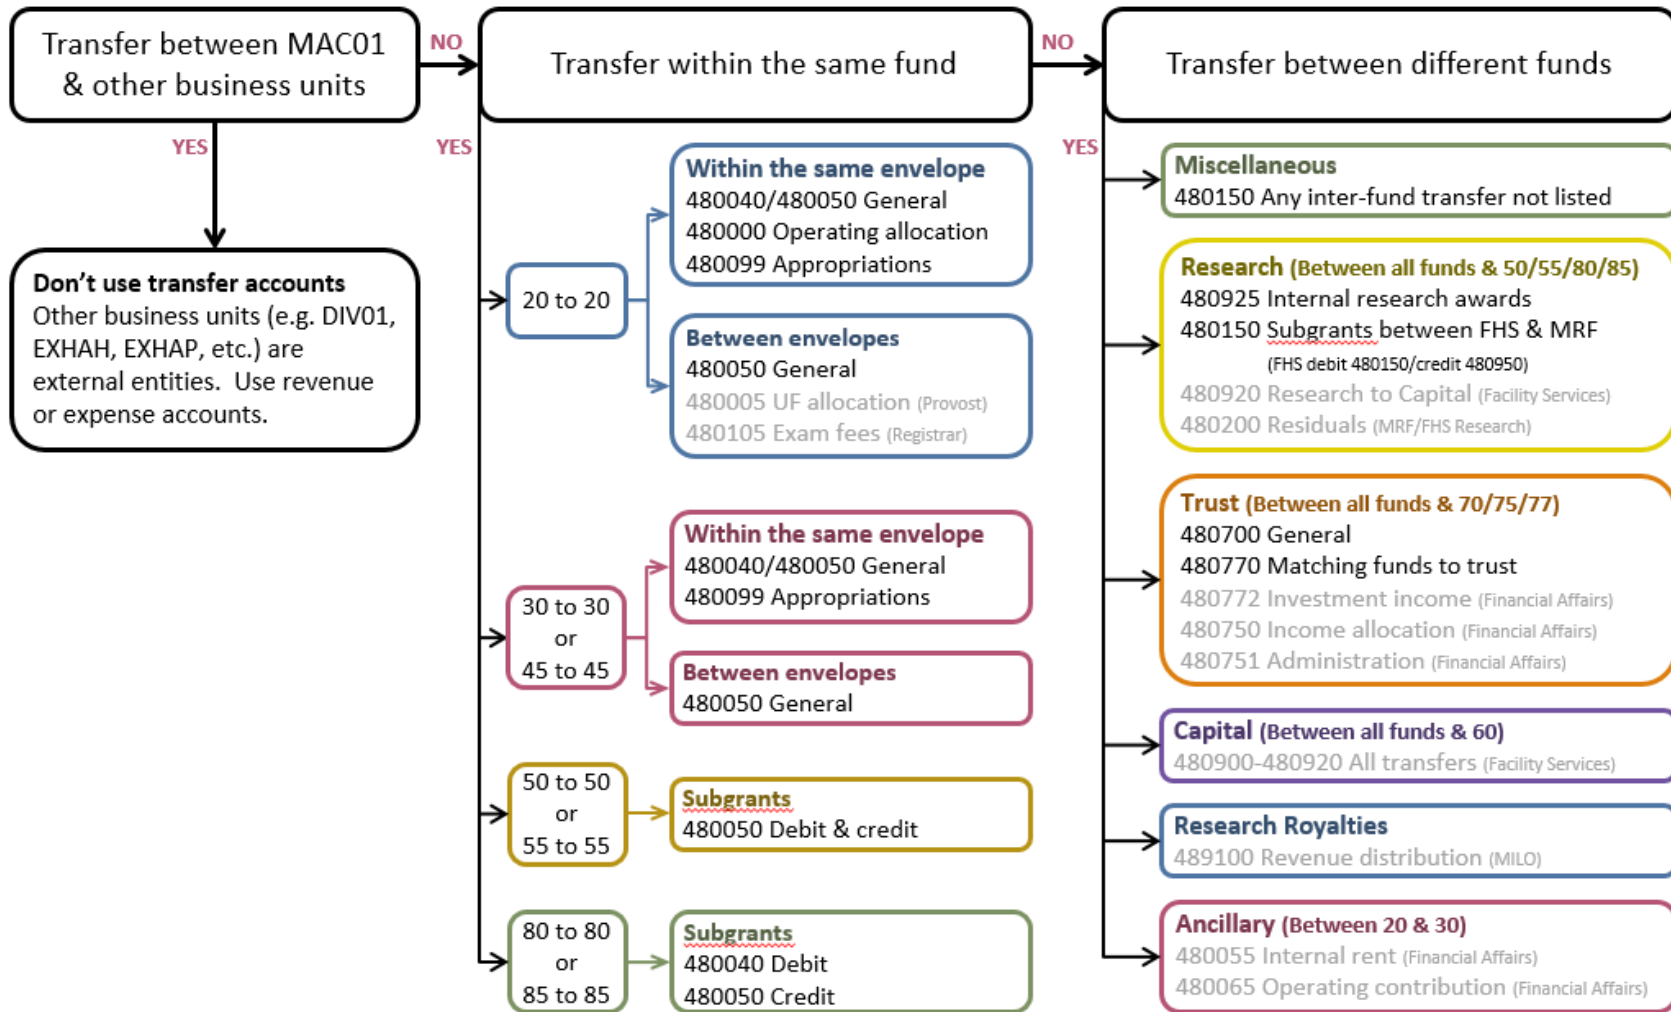 Transfer between MAC01
& other business units
NO
Transfer within the same fund
NO
Transfer between different funds
YES
Don't use transfer accounts
Other business units (e.g. DIV01,
EXHAH, EXHAP, etc.) are
external entities.  Use revenue
or expense accounts.
YES
20 to 20
Within the same envelope
480040/480050 General
480000 Operating allocation
480099 Appropriations
Between envelopes
480050 General
480005 UF allocation (Provost)
480105 Exam fees (Registrar)
30 to 30
or
45 to 45
Within the same envelope
480040/480050 General
480099 Appropriations
Between envelopes
480050 General
50 to 50
or
55 to 55
Subgrants
480050 Debit & credit
80 to 80
or
85 to 85
Subgrants
480040 Debit
480050 Credit
YES
Miscellaneous
480150 Any inter-fund transfer not listed
Research (Between all funds & 50/55/80/85)
480925 Internal research awards
480150 Subgrants between FHS & MRF
(FHS debit 480150/credit 480950)
480920 Research to Capital (Facility Services)
480200 Residuals (MRF/FHS Research)
Trust (Between all funds & 70/75/77)
480700 General
480770 Matching funds to trust
480772 Investment income (Financial Affairs)
480750 Income allocation (Financial Affairs)
480751 Administration (Financial Affairs)
Capital (Between all funds & 60)
480900-480920 All transfers (Facility Services)
Research Royalties
489100 Revenue distribution (MILO)
Ancillary (Between 20 & 30)
480055 Internal rent (Financial Affairs)
480065 Operating contribution (Financial Affairs)